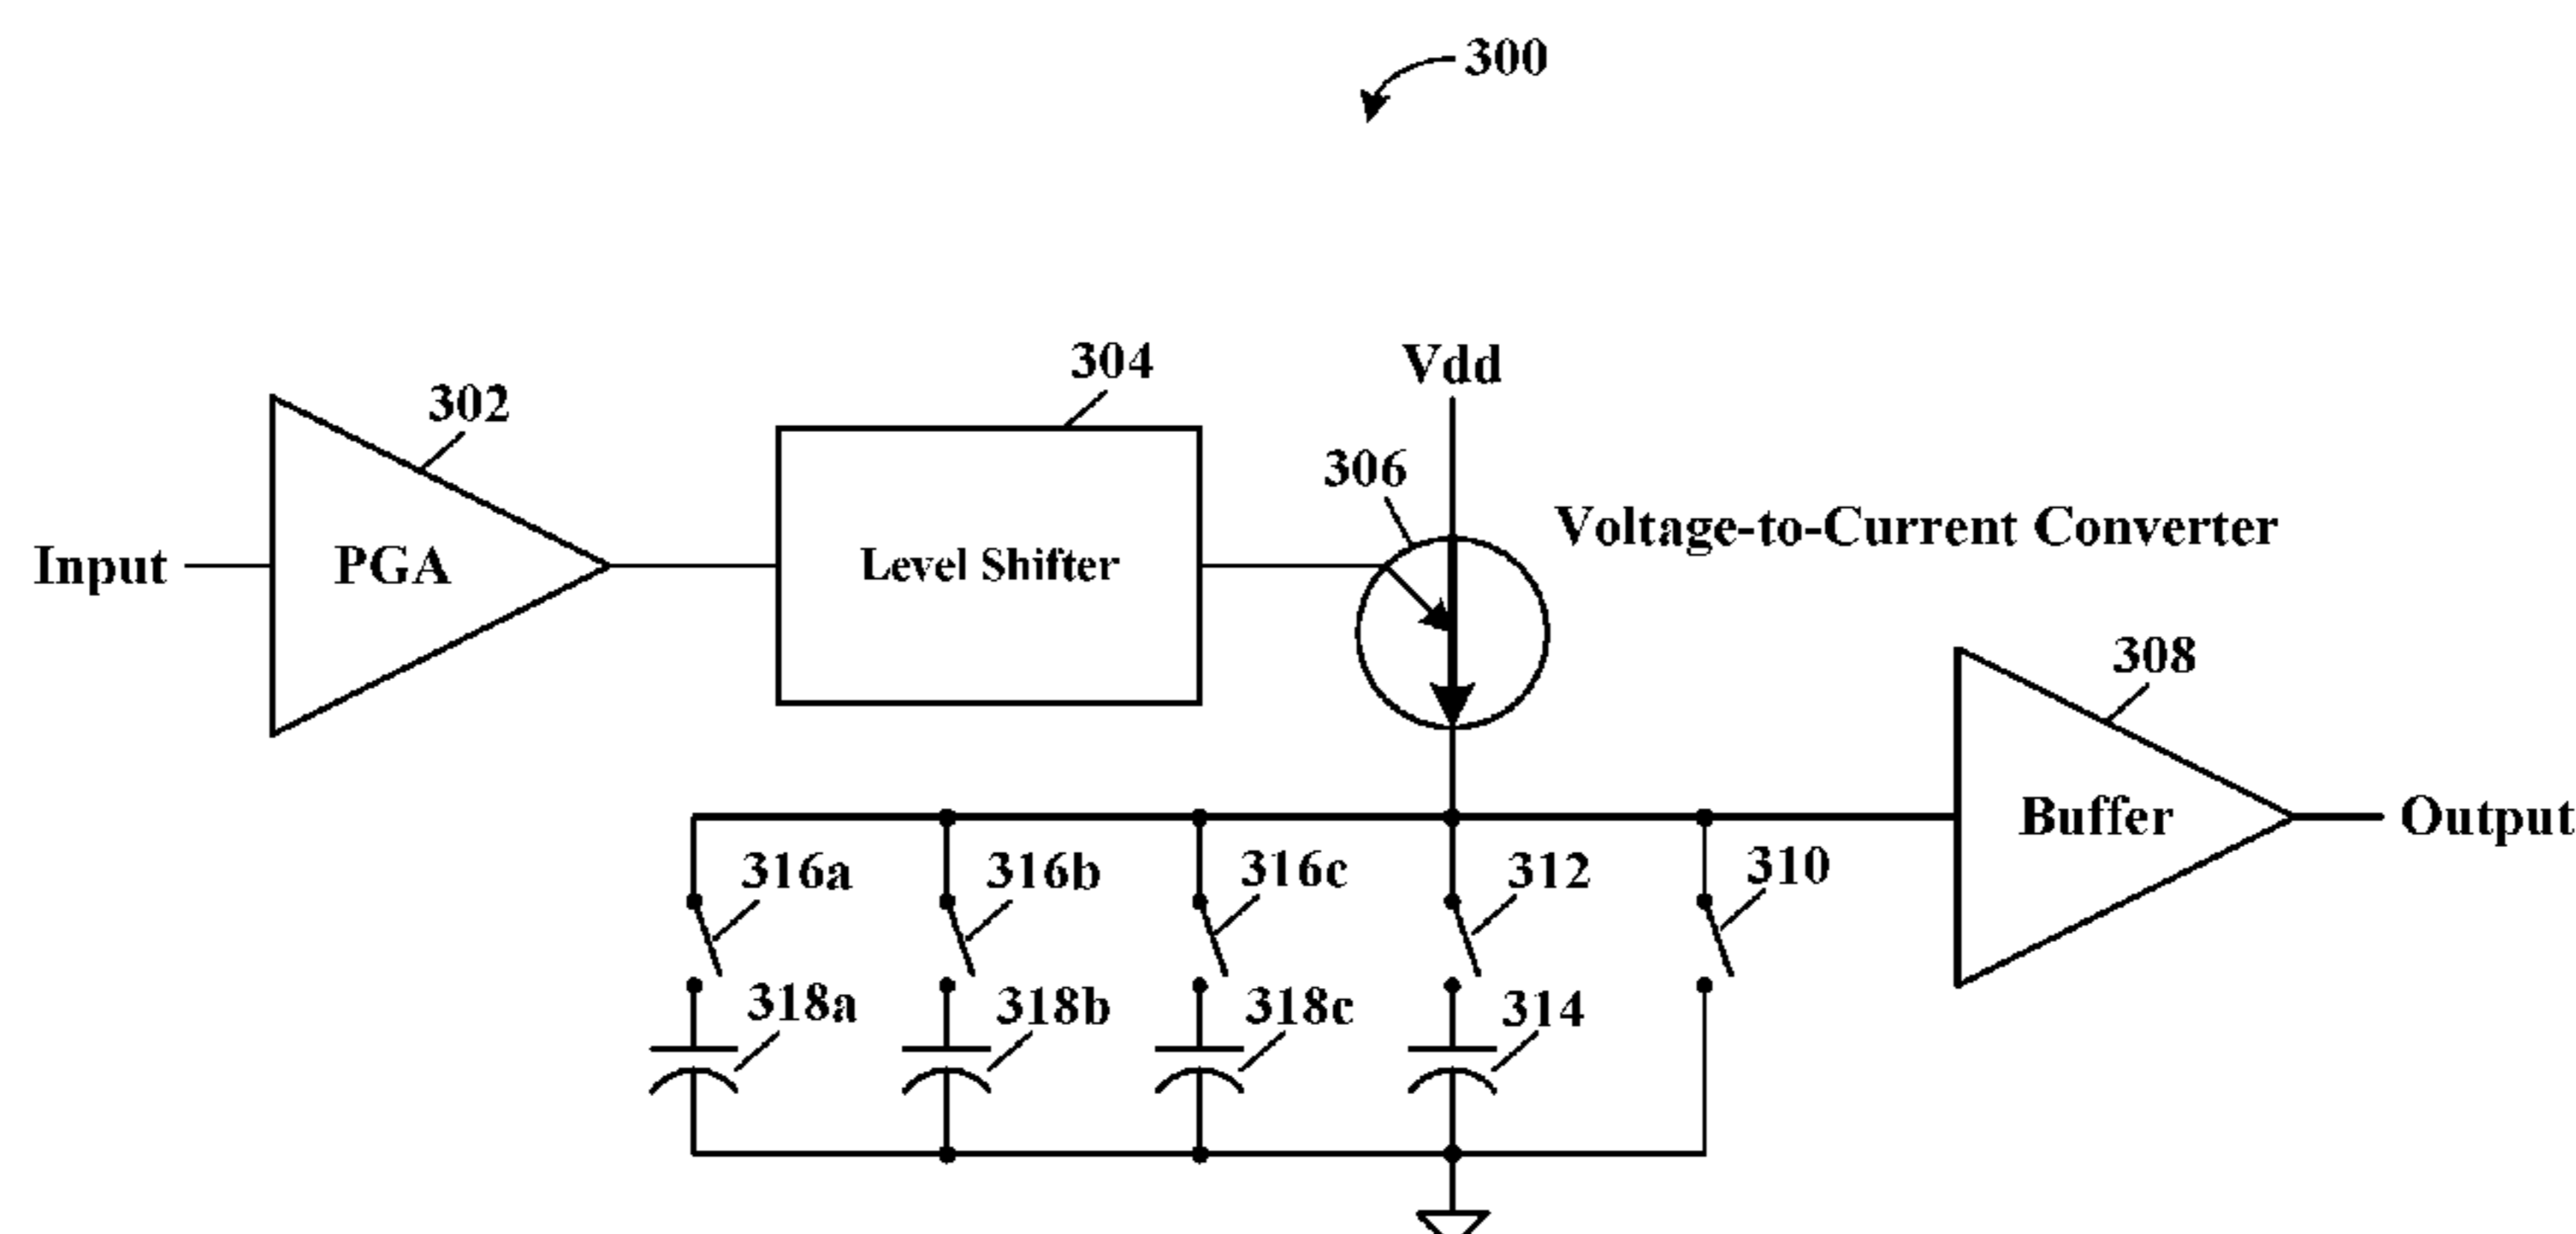 300
304
Vdd
302
306
Voltage-to-Current Converter
Input
PGA
Level Shifter
308
Buffer
Output
316a
316b
316c
312
310
318a
318b
318c
314